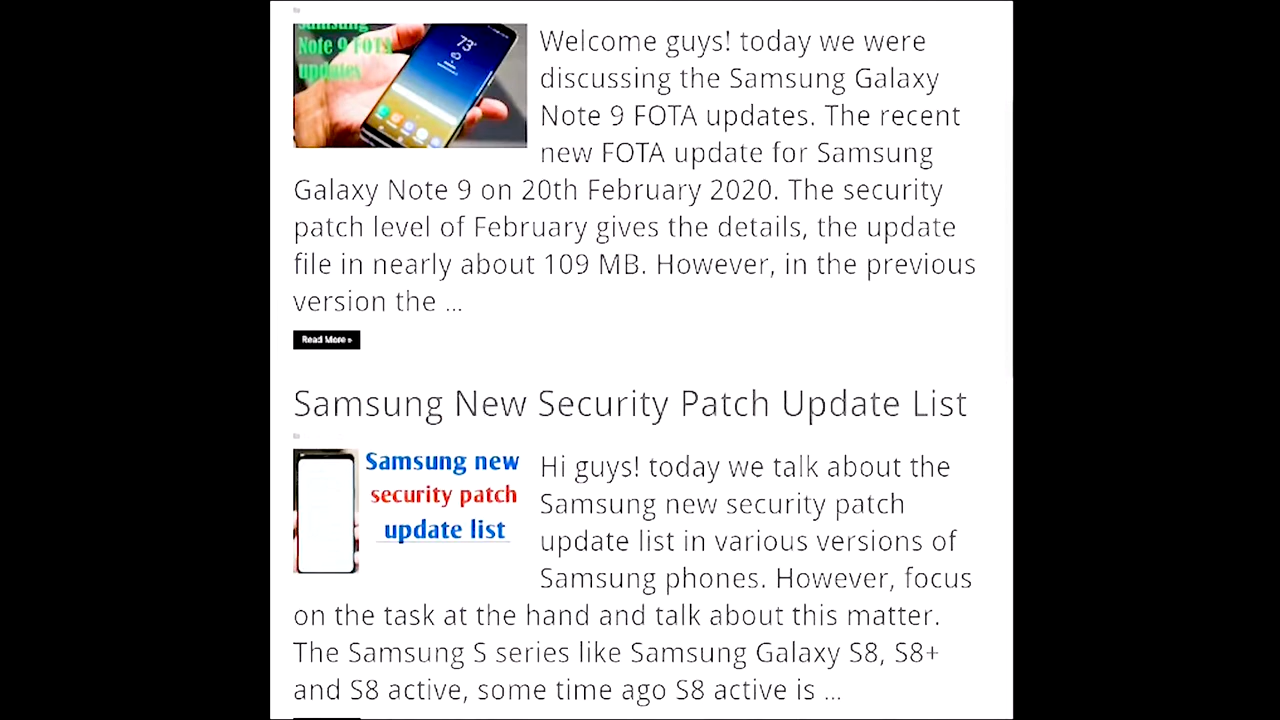 Samsung
Note 9 FOTA
updates
73°
Welcome guys! today we were
discussing the Samsung Galaxy
Note 9 FOTA updates. The recent
new FOTA update for Samsung
Galaxy Note 9 on 20th February 2020. The security
patch level of February gives the details, the update
file in nearly about 109 MB. However, in the previous
version the ...
Read More »
Samsung New Security Patch Update List
Samsung new
security patch
update list
Hi guys! today we talk about the
Samsung new security patch
update list in various versions of
Samsung phones. However, focus
on the task at the hand and talk about this matter.
The Samsung S series like Samsung Galaxy S8, S8+
and S8 active, some time ago S8 active is ...